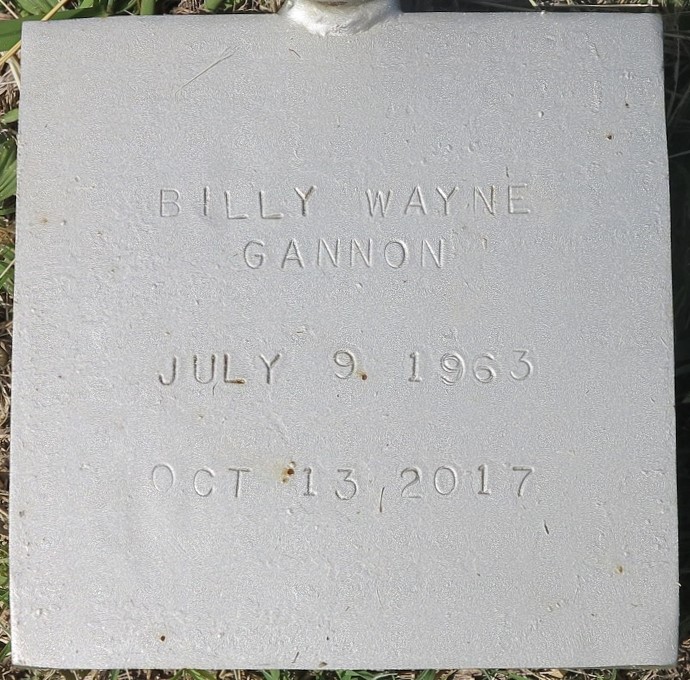 BILLY WAYNE
GANNON
JULY 9, 1963
OCT 13, 2017